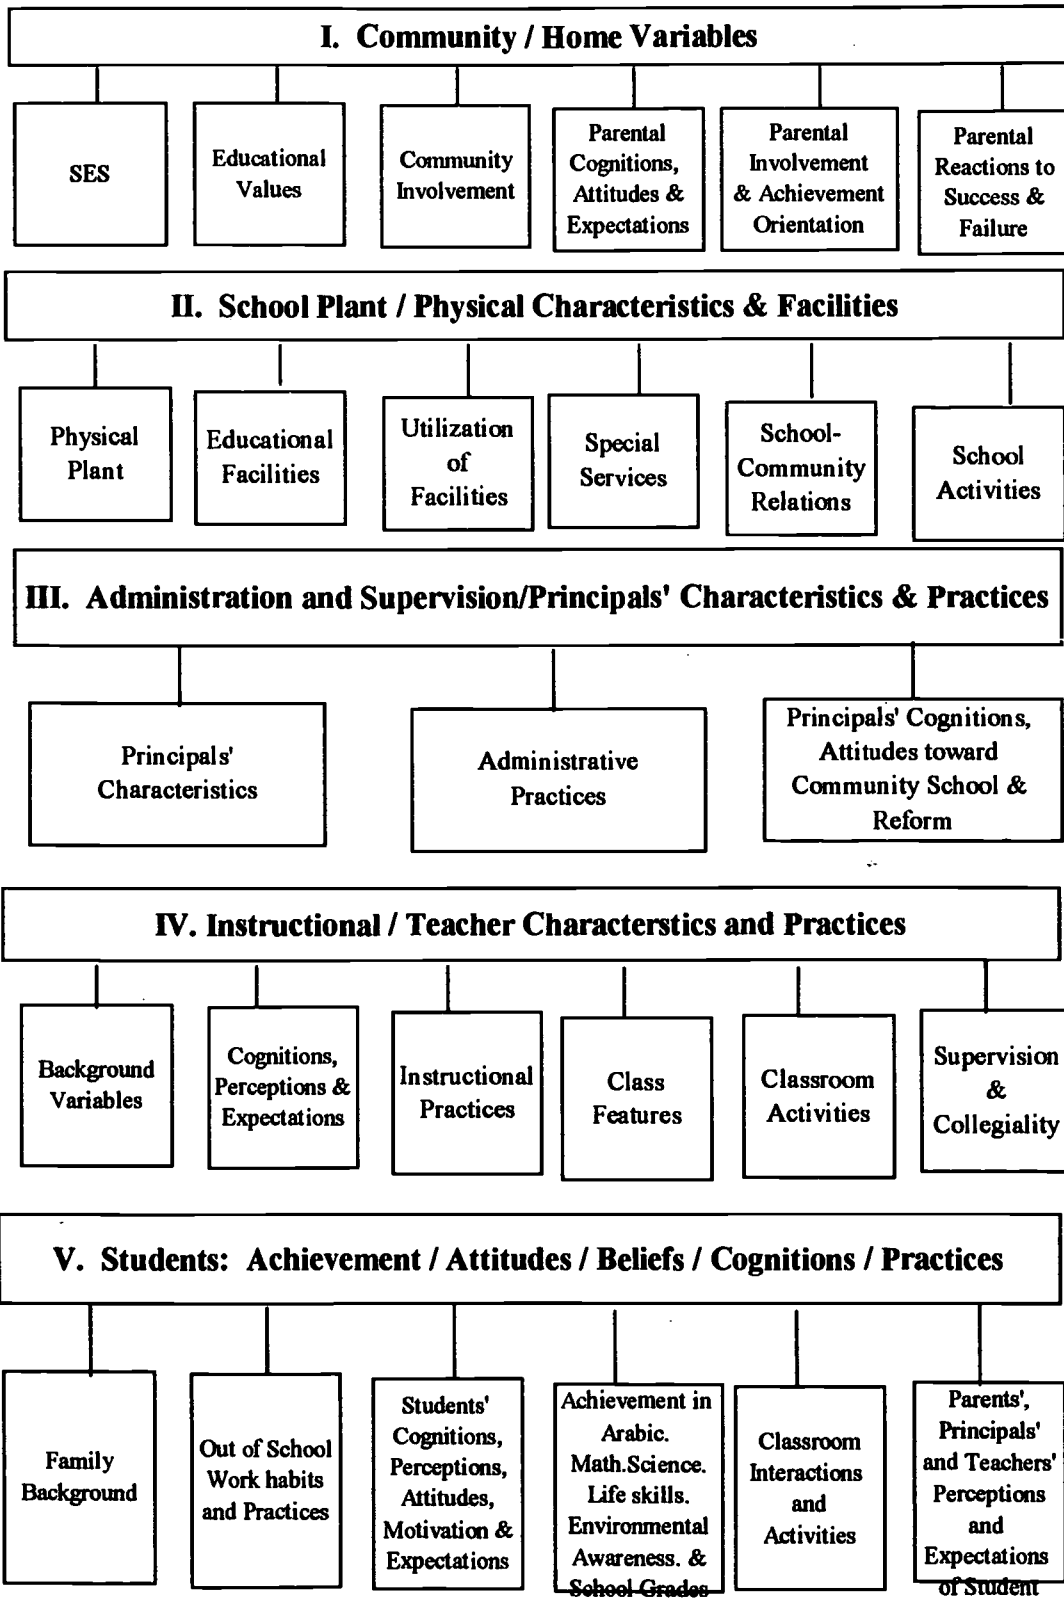 I. Community / Home Variables
SES
Educational
Values
Community
Involvement
Parental
Cognitions,
Attitudes &
Expectations
Parental
Involvement
& Achievement
Orientation
Parental
Reactions to
Success &
Failure
II. School Plant / Physical Characteristics & Facilities
Physical
Plant
Educational
Facilities
Utilization
of
Facilities
Special
Services
School-
Community
Relations
School
Activities
III. Administration and Supervision/Principals' Characteristics & Practices
Principals'
Characteristics
Administrative
Practices
Principals' Cognitions,
Attitudes toward
Community School &
Reform
IV. Instructional / Teacher Characterstics and Practices
Background
Variables
Cognitions,
Perceptions &
Expectations
Instructional
Practices
Class
Features
Classroom
Activities
Supervision
&
Collegiality
V. Students: Achievement / Attitudes / Beliefs / Cognitions / Practices
Family
Background
Out of School
Work habits
and Practices
Students'
Cognitions,
Perceptions,
Attitudes,
Motivation &
Expectations
Achievement in
Arabic.
Math.Science.
Life skills.
Environmental
Awareness. &
School Grades
Classroom
Interactions
and
Activities
Parents',
Principals'
and Teachers'
Perceptions
and
Expectations
of Student